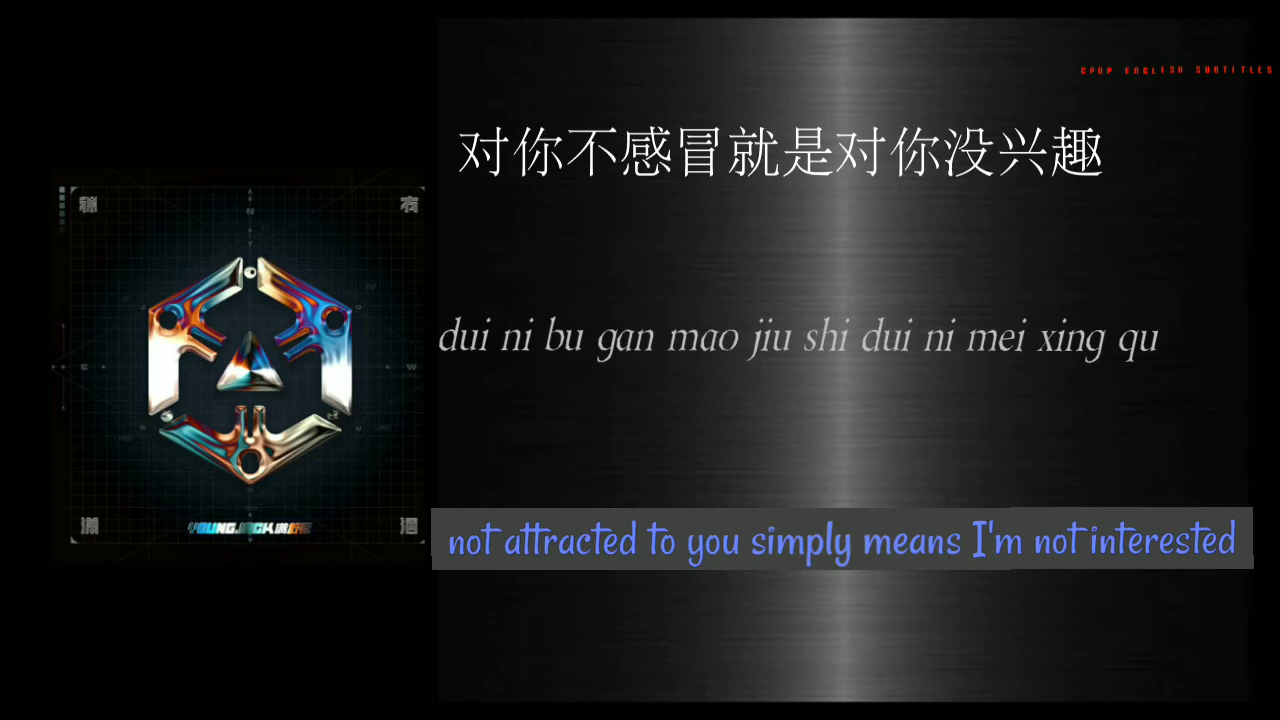 CPOP ENGLISH SUBTITLES
对你不感冒就是对你没兴趣
有
N
dui ni bu gan mao jiu shi dui ni mei xing qu
E
W
not attracted to you simply means I'm not interested
YOUNGJACK